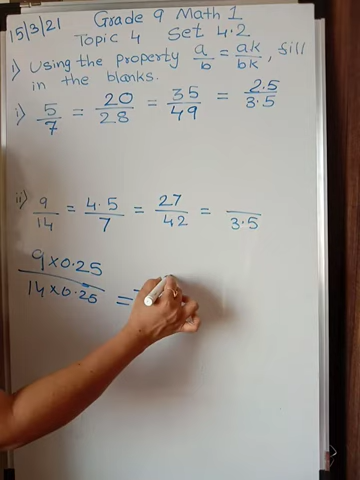 15/3/21 Grade 9 Math 1
Topic 4 Set 4.2
1) Using the property a/b = ak/bk, fill
in the blanks.
i) 5/7 = 20/28 = 35/49 = 2.5/3.5
ii) 9/14 = 4.5/7 = 27/42 = /3.5
9×0.25/14×0.25 =